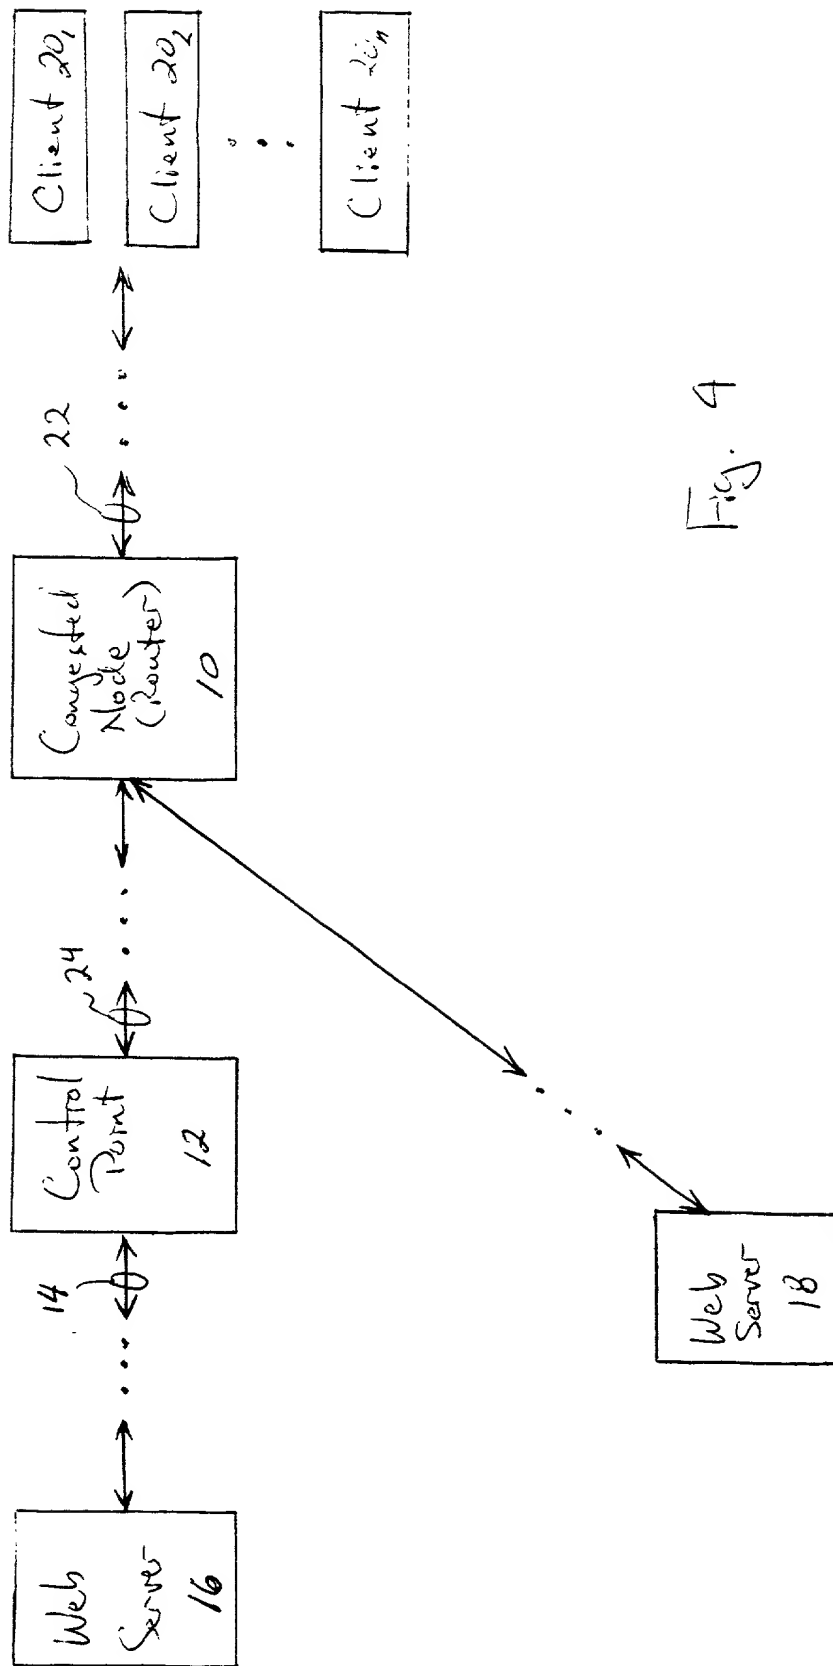 Web
Server
16
14
Control
Point
12
24
Congested
Node
(Router)
10
22
Client 20₁
Client 20₂
Client 20ₙ
Web
Server
18
Fig. 4